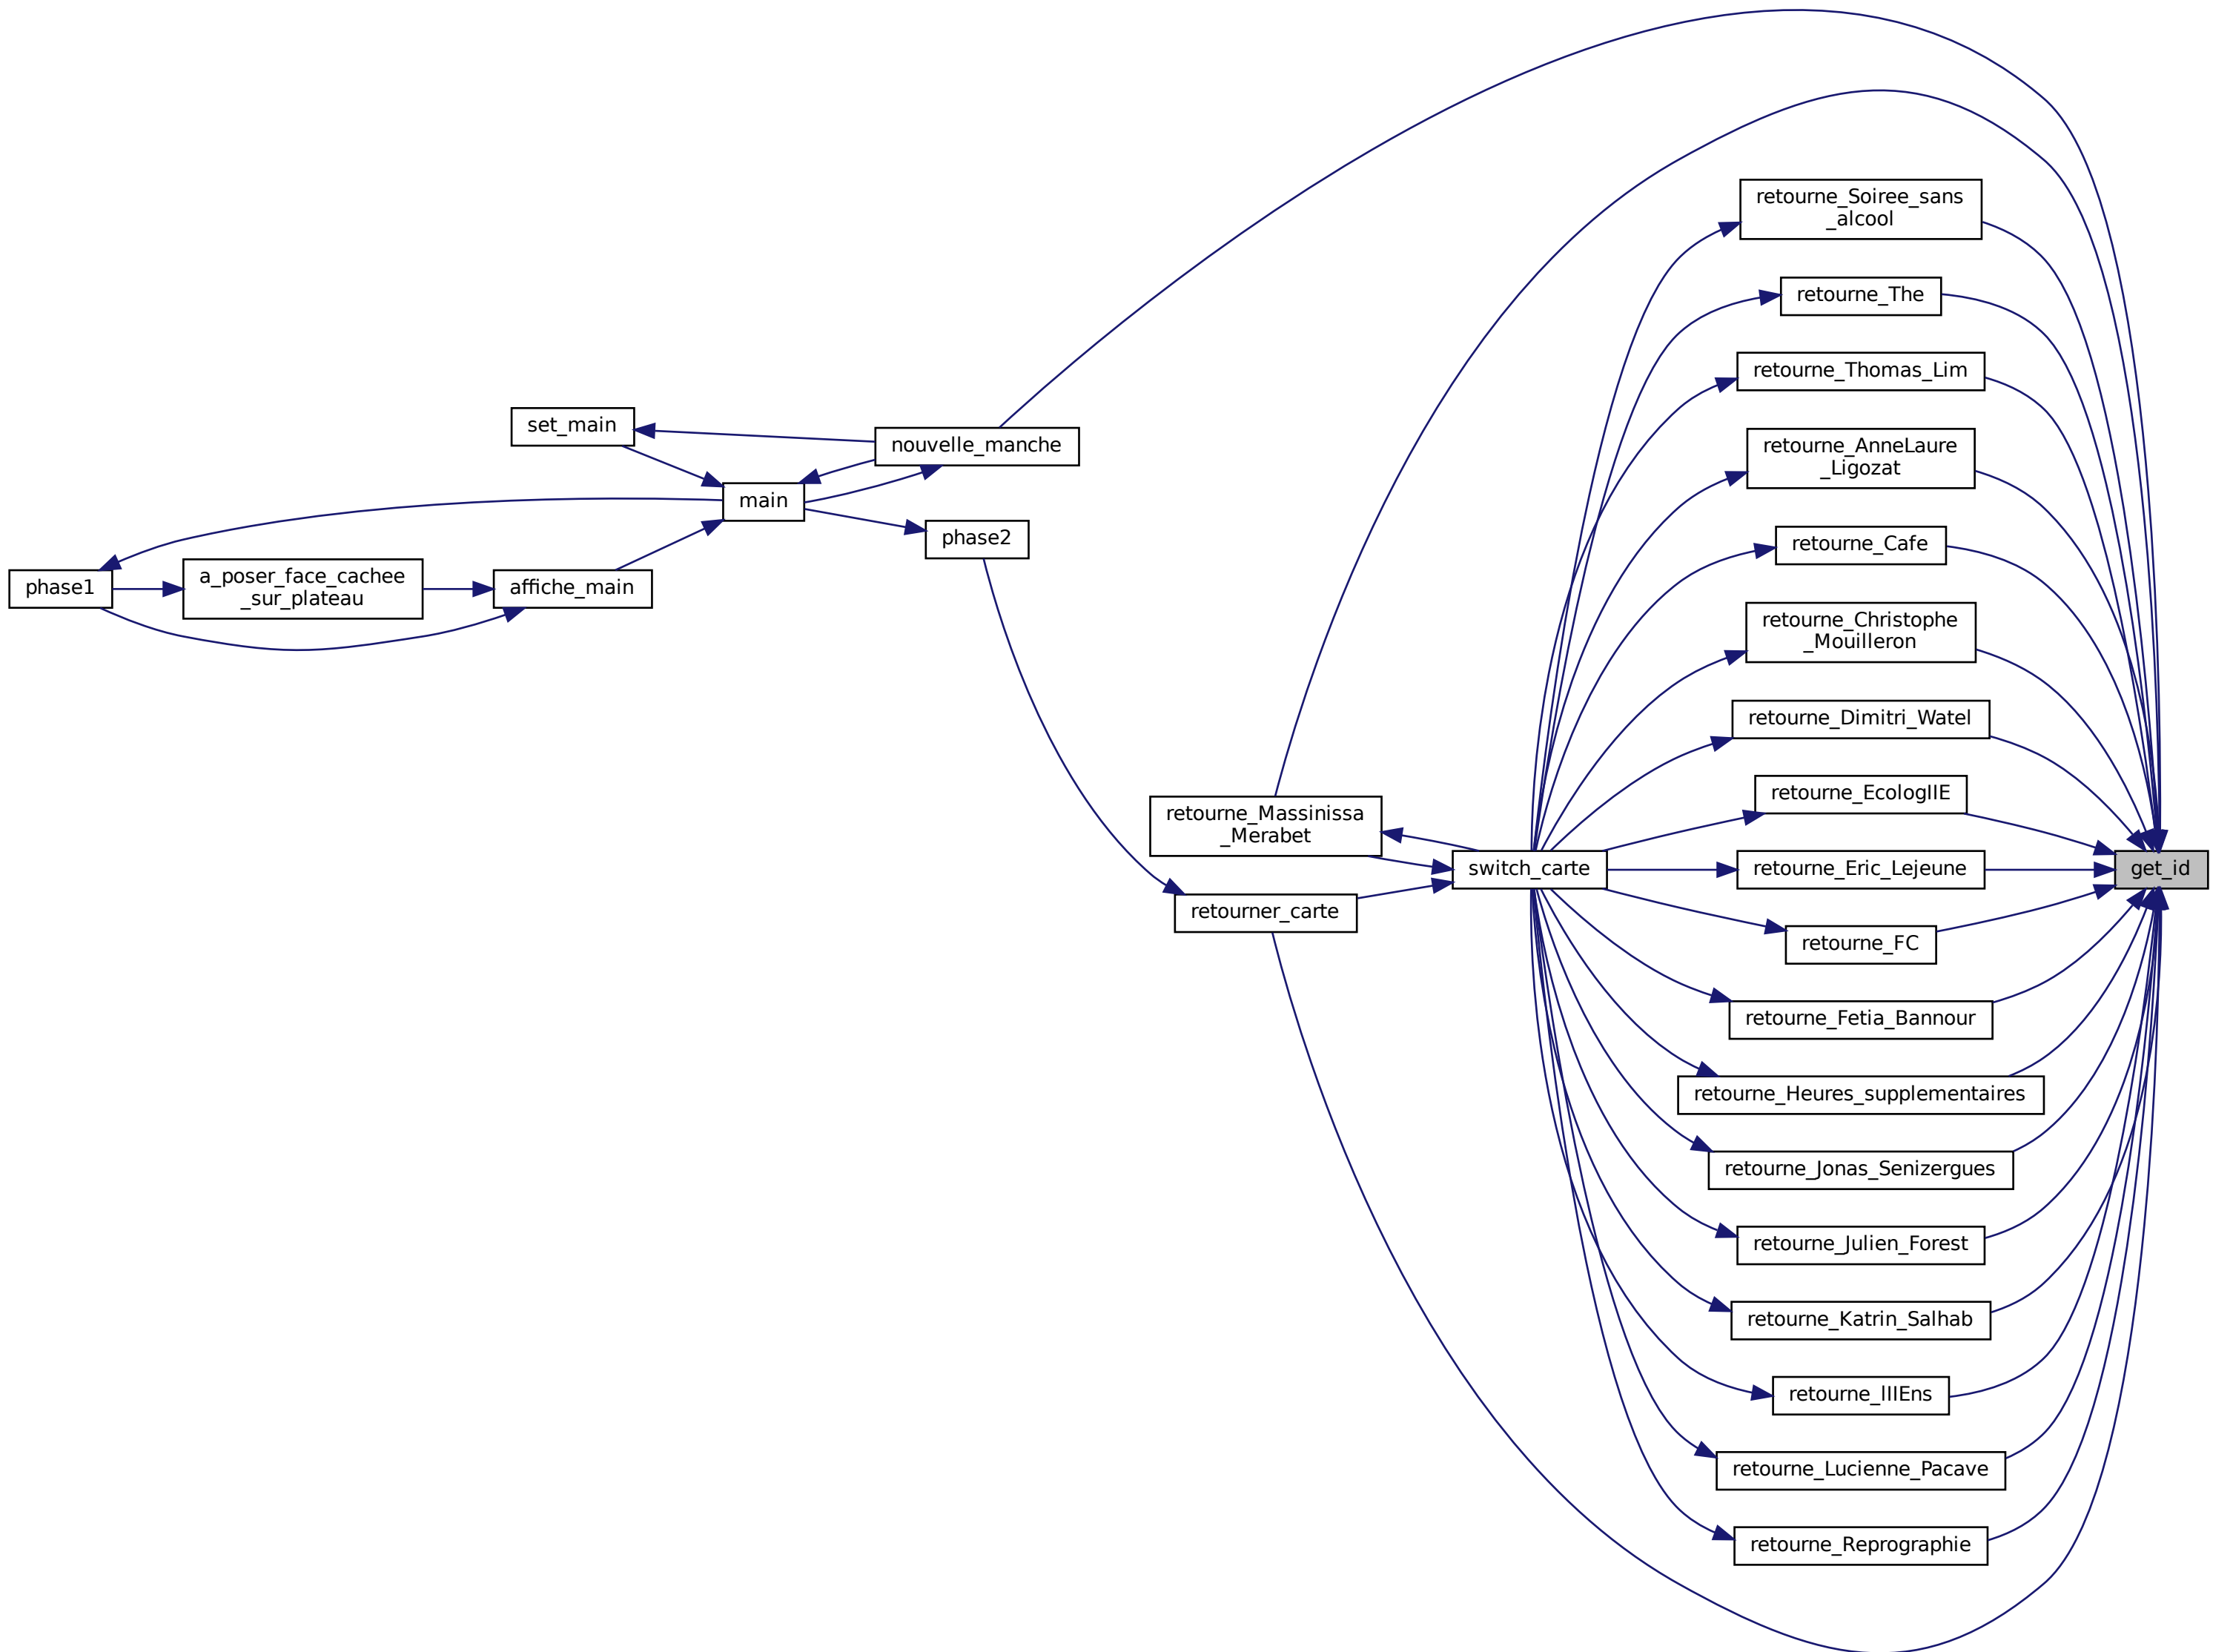 retourne_Soiree_sans
_alcool
retourne_The
retourne_Thomas_Lim
set_main
nouvelle_manche
retourne_AnneLaure
_Ligozat
main
phase2
retourne_Cafe
phase1
a_poser_face_cachee
_sur_plateau
affiche_main
retourne_Christophe
_Mouilleron
retourne_Dimitri_Watel
retourne_EcologIIE
retourne_Massinissa
_Merabet
switch_carte
retourne_Eric_Lejeune
get_id
retourner_carte
retourne_FC
retourne_Fetia_Bannour
retourne_Heures_supplementaires
retourne_Jonas_Senizergues
retourne_Julien_Forest
retourne_Katrin_Salhab
retourne_lIIEns
retourne_Lucienne_Pacave
retourne_Reprographie